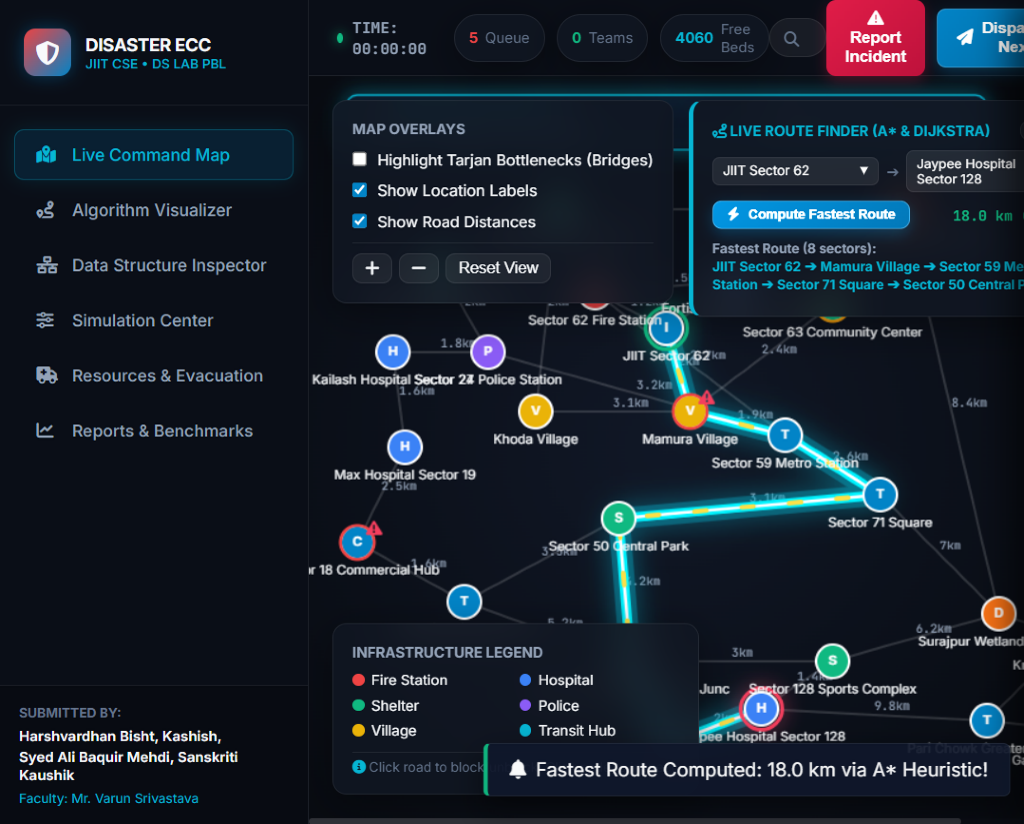 DISASTER ECC
JIIT CSE • DS LAB PBL
Live Command Map
Algorithm Visualizer
Data Structure Inspector
Simulation Center
Resources & Evacuation
Reports & Benchmarks
SUBMITTED BY:
Harshvardhan Bisht, Kashish,
Syed Ali Baquir Mehdi, Sanskriti
Kaushik
Faculty: Mr. Varun Srivastava
TIME:
00:00:00
5 Queue
0 Teams
4060 Free
Beds
Report
Incident
MAP OVERLAYS
Highlight Tarjan Bottlenecks (Bridges)
Show Location Labels
Show Road Distances
+
−
Reset View
LIVE ROUTE FINDER (A* & DIJKSTRA)
JIIT Sector 62
→
Jaypee Hospital
Sector 128
Compute Fastest Route
18.0 km
Fastest Route (8 sectors):
JIIT Sector 62 → Mamura Village → Sector 59 Me
Station → Sector 71 Square → Sector 50 Central P
Sector 62 Fire Station
I
JIIT Sector 62
Sector 63 Community Center
2.4km
H
1.8km
P
Kailash Hospital Sector 27
Police Station
1.6km
3.2km
8.4km
V
3.1km
V
1.9km
Khoda Village
Mamura Village
T
H
Sector 59 Metro Station
2.6km
Max Hospital Sector 19
2.5km
3.1km
T
S
Sector 71 Square
C
Sector 50 Central Park
7km
18 Commercial Hub
1.6km
T
5.2km
D
6.2km
Surajpur Wetland
3km
S
1.4km
Junc
Sector 128 Sports Complex
H
9.8km
T
Hospital Sector 128
INFRASTRUCTURE LEGEND
Fire Station
Hospital
Shelter
Police
Village
Transit Hub
Click road to block
Fastest Route Computed: 18.0 km via A* Heuristic!